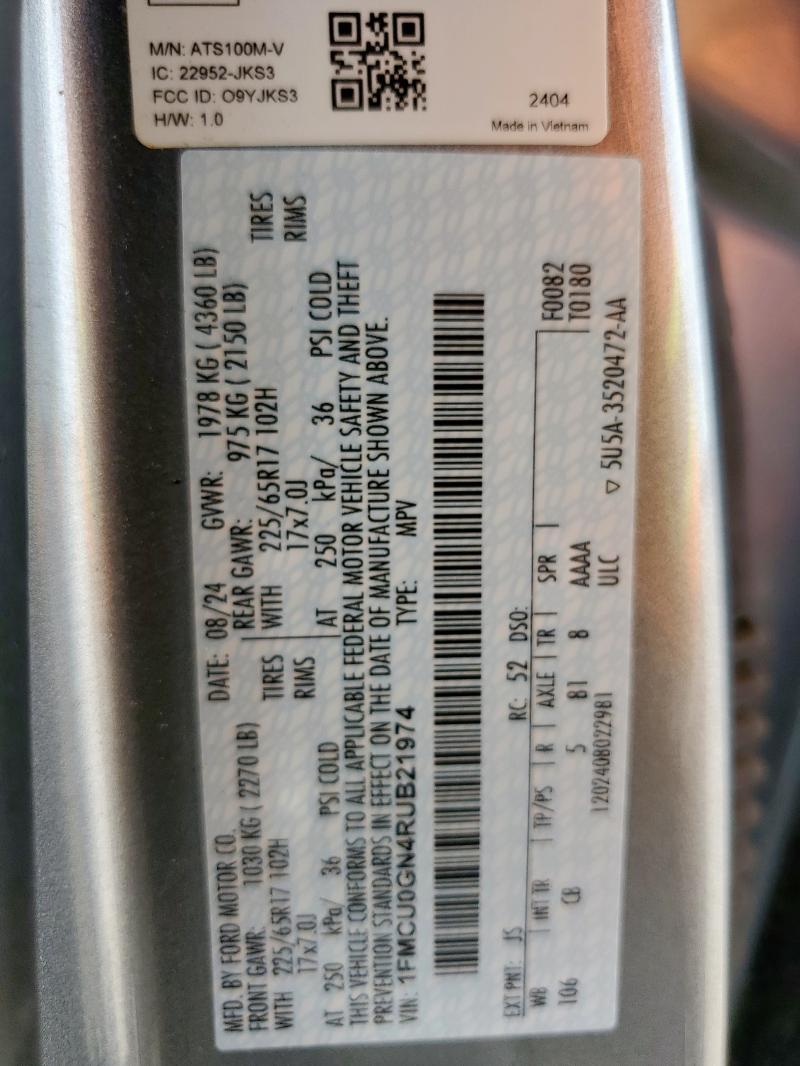 M/N: ATS100M-V
IC: 22952-JKS3
FCC ID: O9YJKS3
H/W: 1.0
2404
Made in Vietnam
MFD. BY FORD MOTOR CO.
DATE: 08/24 GVWR: 1978 KG ( 4360 LB)
FRONT GAWR: 1030 KG ( 2270 LB) REAR GAWR: 975 KG ( 2150 LB)
WITH 225/65R17 102H TIRES WITH 225/65R17 102H TIRES
17x7.0J RIMS 17x7.0J RIMS
AT 250 kPa/ 36 PSI COLD AT 250 kPa/ 36 PSI COLD
THIS VEHICLE CONFORMS TO ALL APPLICABLE FEDERAL MOTOR VEHICLE SAFETY AND THEFT
PREVENTION STANDARDS IN EFFECT ON THE DATE OF MANUFACTURE SHOWN ABOVE.
VIN: 1FMCU0GN4RUB21974 TYPE: MPV
EXT PNT: JS RC: 52 DSO:
WB INT TR TP/PS R AXLE TR SPR F0082
106 CB 5 81 8 AAAA T0180
1202408022981 ULC ▽ 5U5A-3520472-AA